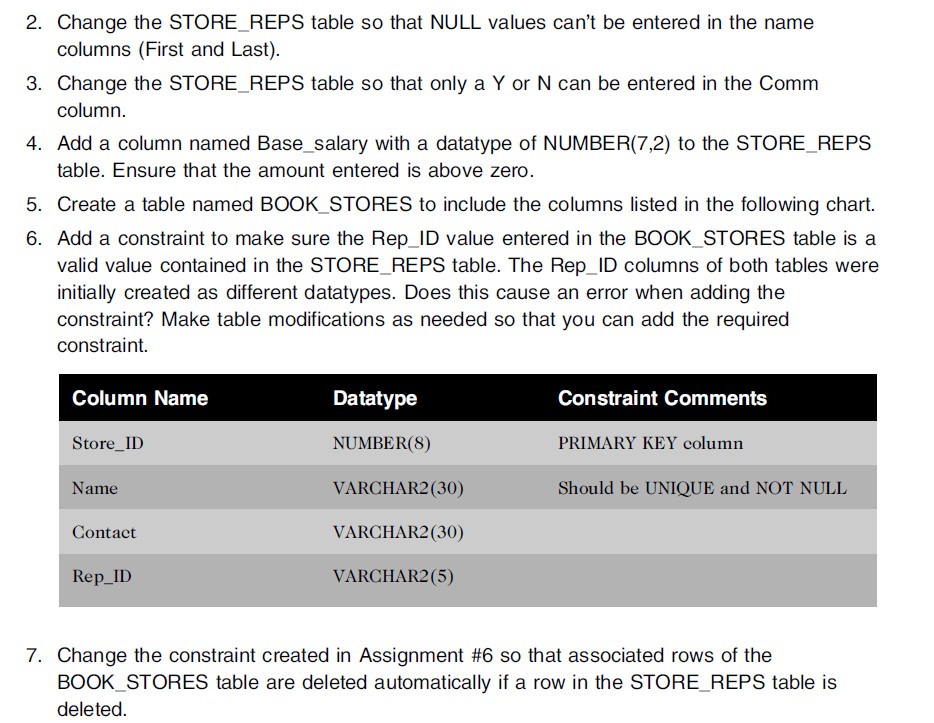 2. Change the STORE_REPS table so that NULL values can't be entered in the name
columns (First and Last).
3. Change the STORE_REPS table so that only a Y or N can be entered in the Comm
column.
4. Add a column named Base_salary with a datatype of NUMBER(7,2) to the STORE_REPS
table. Ensure that the amount entered is above zero.
5. Create a table named BOOK_STORES to include the columns listed in the following chart.
6. Add a constraint to make sure the Rep_ID value entered in the BOOK_STORES table is a
valid value contained in the STORE_REPS table. The Rep_ID columns of both tables were
initially created as different datatypes. Does this cause an error when adding the
constraint? Make table modifications as needed so that you can add the required
constraint.
Column Name Datatype Constraint Comments
Store_ID NUMBER(8) PRIMARY KEY column
Name VARCHAR2(30) Should be UNIQUE and NOT NULL
Contact VARCHAR2(30)
Rep_ID VARCHAR2(5)
7. Change the constraint created in Assignment #6 so that associated rows of the
BOOK_STORES table are deleted automatically if a row in the STORE_REPS table is
deleted.